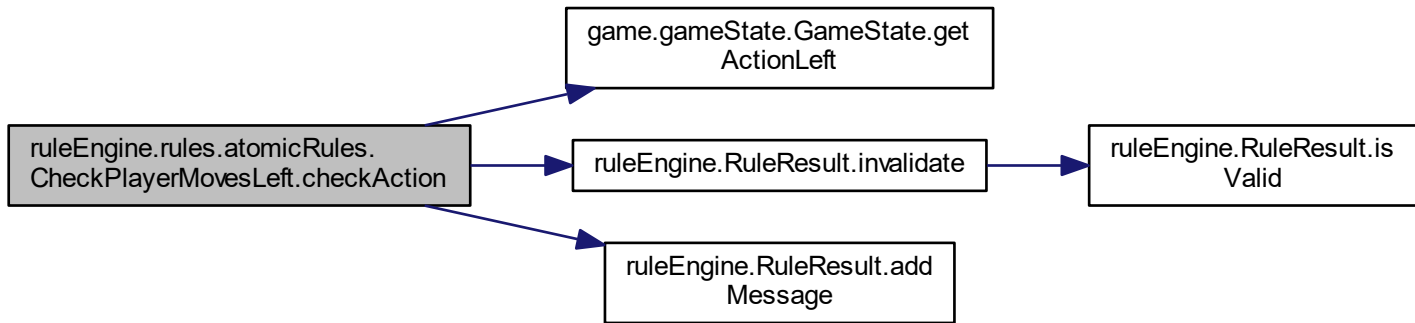 game.gameState.GameState.get
ActionLeft
ruleEngine.rules.atomicRules.
CheckPlayerMovesLeft.checkAction
ruleEngine.RuleResult.invalidate
ruleEngine.RuleResult.is
Valid
ruleEngine.RuleResult.add
Message